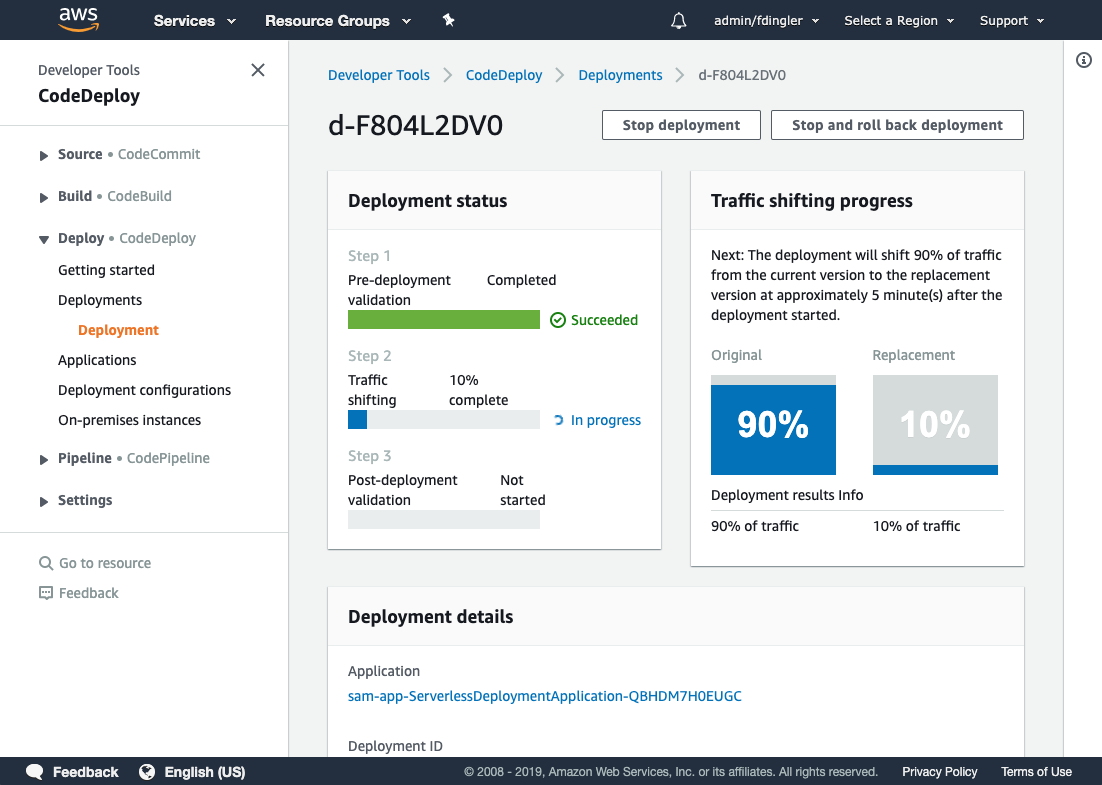 aws Services Resource Groups admin/fdingler Select a Region Support
Developer Tools
CodeDeploy
Source • CodeCommit
Build • CodeBuild
Deploy • CodeDeploy
Getting started
Deployments
Deployment
Applications
Deployment configurations
On-premises instances
Pipeline • CodePipeline
Settings
Go to resource
Feedback
Developer Tools CodeDeploy Deployments d-F804L2DV0
d-F804L2DV0
Stop deployment Stop and roll back deployment
Deployment status
Step 1
Pre-deployment Completed
validation
Succeeded
Step 2
Traffic 10%
shifting complete
In progress
Step 3
Post-deployment Not
validation started
Traffic shifting progress
Next: The deployment will shift 90% of traffic
from the current version to the replacement
version at approximately 5 minute(s) after the
deployment started.
Original Replacement
90% 10%
Deployment results Info
90% of traffic 10% of traffic
Deployment details
Application
sam-app-ServerlessDeploymentApplication-QBHDM7H0EUGC
Deployment ID
Feedback English (US) © 2008 - 2019, Amazon Web Services, Inc. or its affiliates. All rights reserved. Privacy Policy Terms of Use